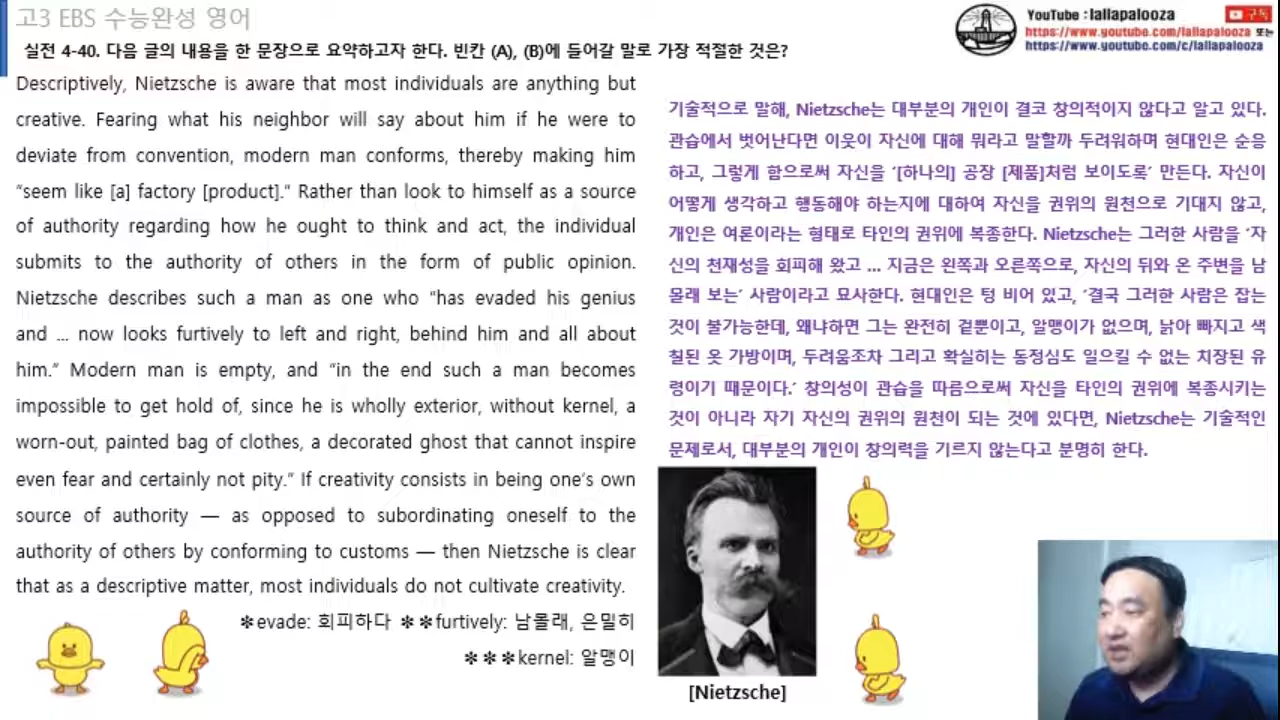 고3 EBS 수능완성 영어
YouTube : lallapalooza
구독
https://www.youtube.com/lallapalooza 또는
https://www.youtube.com/c/lallapalooza
실전 4-40. 다음 글의 내용을 한 문장으로 요약하고자 한다. 빈칸 (A), (B)에 들어갈 말로 가장 적절한 것은?
Descriptively, Nietzsche is aware that most individuals are anything but
creative. Fearing what his neighbor will say about him if he were to
deviate from convention, modern man conforms, thereby making him
“seem like [a] factory [product].” Rather than look to himself as a source
of authority regarding how he ought to think and act, the individual
submits to the authority of others in the form of public opinion.
Nietzsche describes such a man as one who “has evaded his genius
and … now looks furtively to left and right, behind him and all about
him.” Modern man is empty, and “in the end such a man becomes
impossible to get hold of, since he is wholly exterior, without kernel, a
worn-out, painted bag of clothes, a decorated ghost that cannot inspire
even fear and certainly not pity.” If creativity consists in being one’s own
source of authority — as opposed to subordinating oneself to the
authority of others by conforming to customs — then Nietzsche is clear
that as a descriptive matter, most individuals do not cultivate creativity.
✻evade: 회피하다 ✻✻furtively: 남몰래, 은밀히
✻✻✻kernel: 알맹이
기술적으로 말해, Nietzsche는 대부분의 개인이 결코 창의적이지 않다고 알고 있다.
관습에서 벗어난다면 이웃이 자신에 대해 뭐라고 말할까 두려워하며 현대인은 순응
하고, 그렇게 함으로써 자신을 ‘[하나의] 공장 [제품]처럼 보이도록’ 만든다. 자신이
어떻게 생각하고 행동해야 하는지에 대하여 자신을 권위의 원천으로 기대지 않고,
개인은 여론이라는 형태로 타인의 권위에 복종한다. Nietzsche는 그러한 사람을 ‘자
신의 천재성을 회피해 왔고 … 지금은 왼쪽과 오른쪽으로, 자신의 뒤와 온 주변을 남
몰래 보는’ 사람이라고 묘사한다. 현대인은 텅 비어 있고, ‘결국 그러한 사람은 잡는
것이 불가능한데, 왜냐하면 그는 완전히 겉뿐이고, 알맹이가 없으며, 낡아 빠지고 색
칠된 옷 가방이며, 두려움조차 그리고 확실히는 동정심도 일으킬 수 없는 치장된 유
령이기 때문이다.’ 창의성이 관습을 따름으로써 자신을 타인의 권위에 복종시키는
것이 아니라 자기 자신의 권위의 원천이 되는 것에 있다면, Nietzsche는 기술적인
문제로서, 대부분의 개인이 창의력을 기르지 않는다고 분명히 한다.
[Nietzsche]